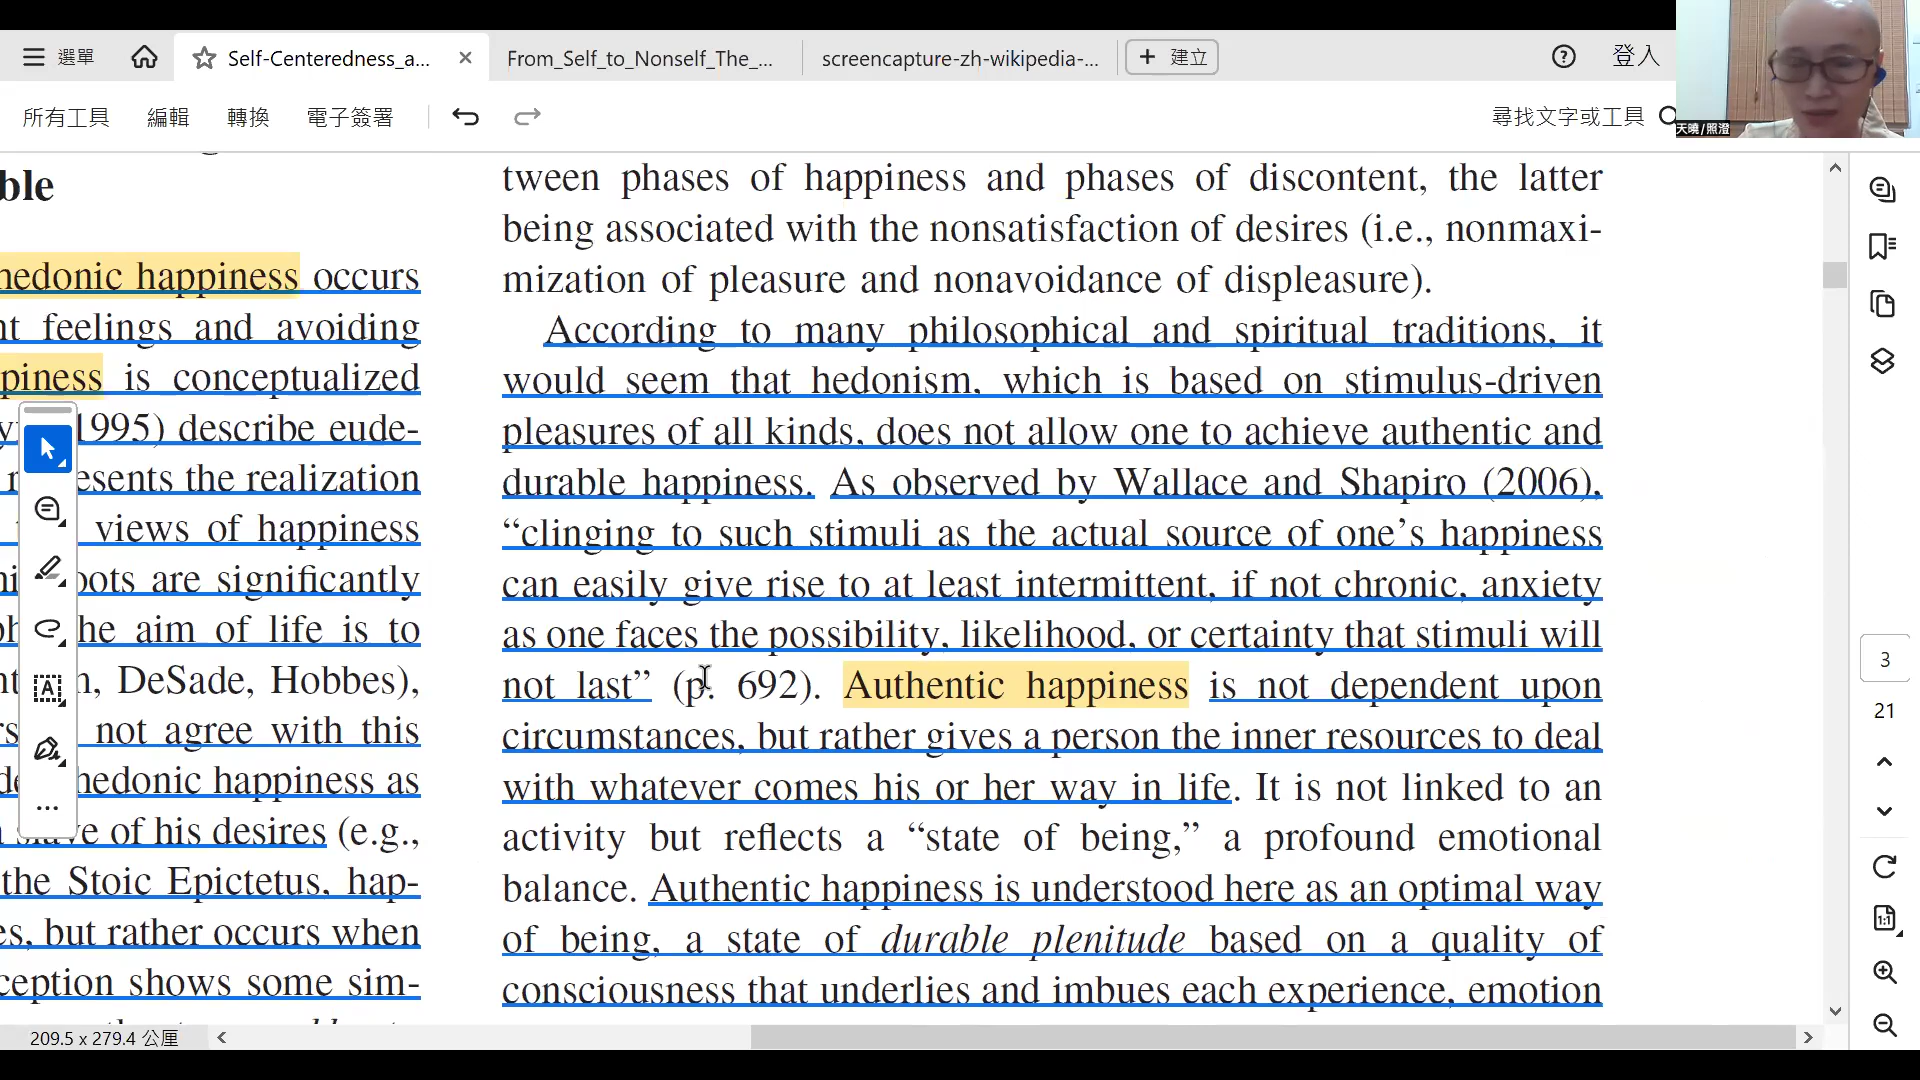 選單
Self-Centeredness_a...
From_Self_to_Nonself_The_...
screencapture-zh-wikipedia-...
建立
登入
所有工具
編輯
轉換
電子簽署
尋找文字或工具
天曉/照澄
ble
hedonic happiness occurs
nt feelings and avoiding
piness is conceptualized
1995) describe eude-
esents the realization
views of happiness
oots are significantly
he aim of life is to
n, DeSade, Hobbes),
not agree with this
hedonic happiness as
ve of his desires (e.g.,
the Stoic Epictetus, hap-
es, but rather occurs when
ception shows some sim-
tween phases of happiness and phases of discontent, the latter
being associated with the nonsatisfaction of desires (i.e., nonmaxi-
mization of pleasure and nonavoidance of displeasure).
According to many philosophical and spiritual traditions, it
would seem that hedonism, which is based on stimulus-driven
pleasures of all kinds, does not allow one to achieve authentic and
durable happiness. As observed by Wallace and Shapiro (2006),
“clinging to such stimuli as the actual source of one’s happiness
can easily give rise to at least intermittent, if not chronic, anxiety
as one faces the possibility, likelihood, or certainty that stimuli will
not last” (p. 692). Authentic happiness is not dependent upon
circumstances, but rather gives a person the inner resources to deal
with whatever comes his or her way in life. It is not linked to an
activity but reflects a “state of being,” a profound emotional
balance. Authentic happiness is understood here as an optimal way
of being, a state of durable plenitude based on a quality of
consciousness that underlies and imbues each experience, emotion
3
21
1:1
209.5 x 279.4 公厘